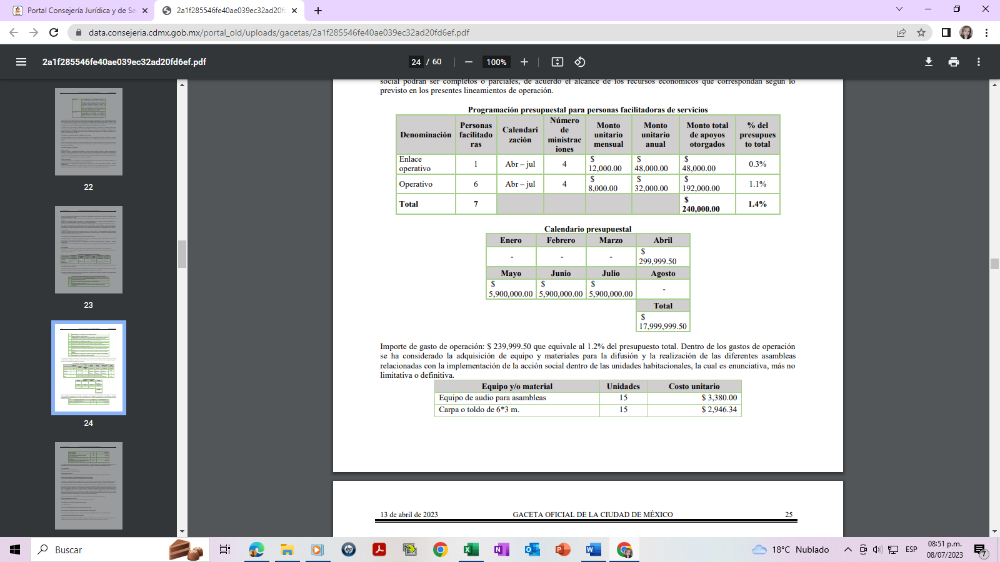 Portal Consejería Jurídica y de Se
2a1f285546fe40ae039ec32ad20fd
data.consejeria.cdmx.gob.mx/portal_old/uploads/gacetas/2a1f285546fe40ae039ec32ad20fd6ef.pdf
2a1f285546fe40ae039ec32ad20fd6ef.pdf
24 / 60
100%
22
23
24
social podrán ser completos o parciales, de acuerdo el alcance de los recursos económicos que correspondan según lo
previsto en los presentes lineamientos de operación.
Programación presupuestal para personas facilitadoras de servicios
Denominación | Personas facilitado ras | Calendari zación | Número de ministrac iones | Monto unitario mensual | Monto unitario anual | Monto total de apoyos otorgados | % del presupues to total
Enlace operativo | 1 | Abr – jul | 4 | $ 12,000.00 | $ 48,000.00 | $ 48,000.00 | 0.3%
Operativo | 6 | Abr – jul | 4 | $ 8,000.00 | $ 32,000.00 | $ 192,000.00 | 1.1%
Total | 7 | $ 240,000.00 | 1.4%
Calendario presupuestal
Enero | Febrero | Marzo | Abril
- | - | - | $ 299,999.50
Mayo | Junio | Julio | Agosto
$ 5,900,000.00 | $ 5,900,000.00 | $ 5,900,000.00 | -
Total
$ 17,999,999.50
Importe de gasto de operación: $ 239,999.50 que equivale al 1.2% del presupuesto total. Dentro de los gastos de operación
se ha considerado la adquisición de equipo y materiales para la difusión y la realización de las diferentes asambleas
relacionadas con la implementación de la acción social dentro de las unidades habitacionales, la cual es enunciativa, más no
limitativa o definitiva.
Equipo y/o material | Unidades | Costo unitario
Equipo de audio para asambleas | 15 | $ 3,380.00
Carpa o toldo de 6*3 m. | 15 | $ 2,946.34
13 de abril de 2023 GACETA OFICIAL DE LA CIUDAD DE MÉXICO 25
Buscar
18°C Nublado
ESP
08:51 p.m.
08/07/2023
7